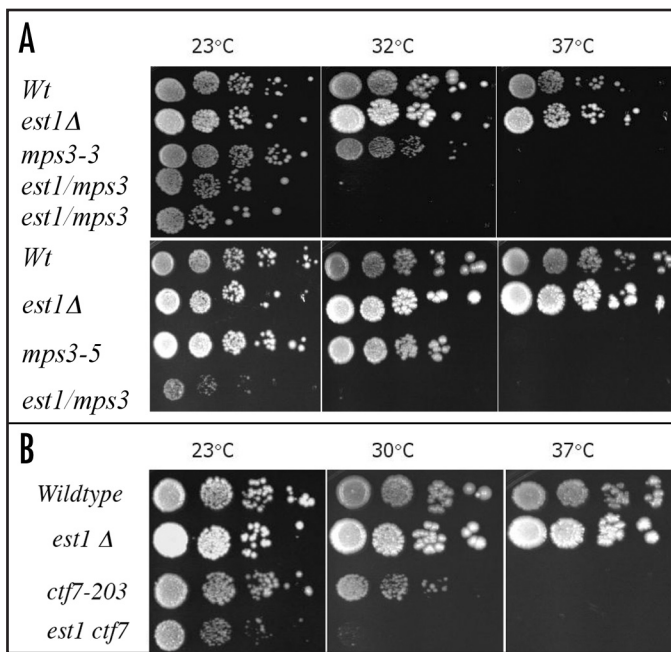 A
23°C 32°C 37°C
Wt
est1Δ
mps3-3
est1/mps3
est1/mps3
Wt
est1Δ
mps3-5
est1/mps3
B
23°C 30°C 37°C
Wildtype
est1 Δ
ctf7-203
est1 ctf7